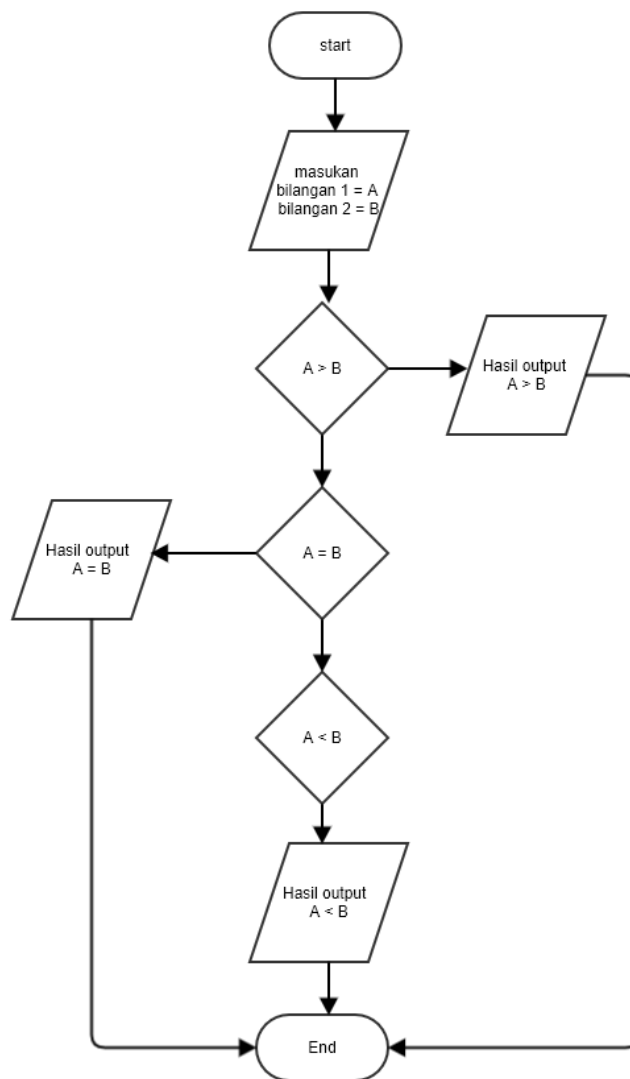 start
masukan
bilangan 1 = A
bilangan 2 = B
A > B
Hasil output
A > B
A = B
Hasil output
A = B
A < B
Hasil output
A < B
End